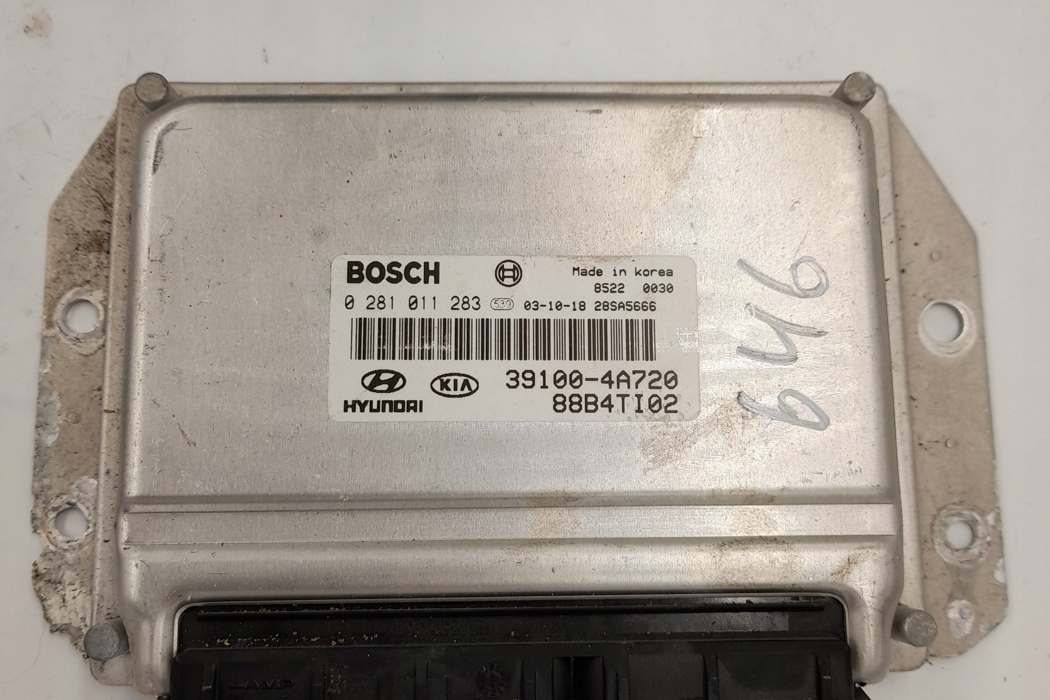 BOSCH Made in korea
8522 0030
0 281 011 283 539 03-10-18 28SA5666
HYUNDAI KIA 39100-4A720
88B4TI02
646